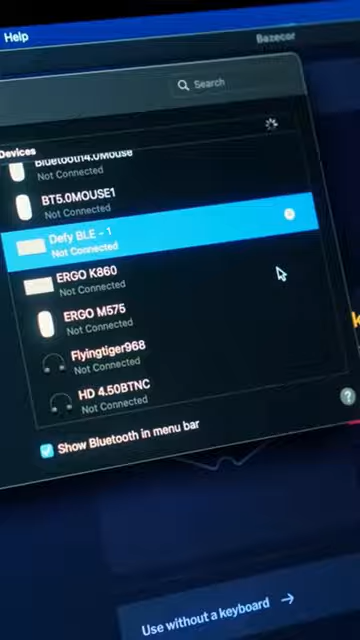 Help
Bazecor
Search
Devices
Bluetooth4.0Mouse
Not Connected
BT5.0MOUSE1
Not Connected
Defy BLE - 1
Not Connected
ERGO K860
Not Connected
ERGO M575
Not Connected
Flyingtiger968
Not Connected
HD 4.50BTNC
Not Connected
?
Show Bluetooth in menu bar
Use without a keyboard →